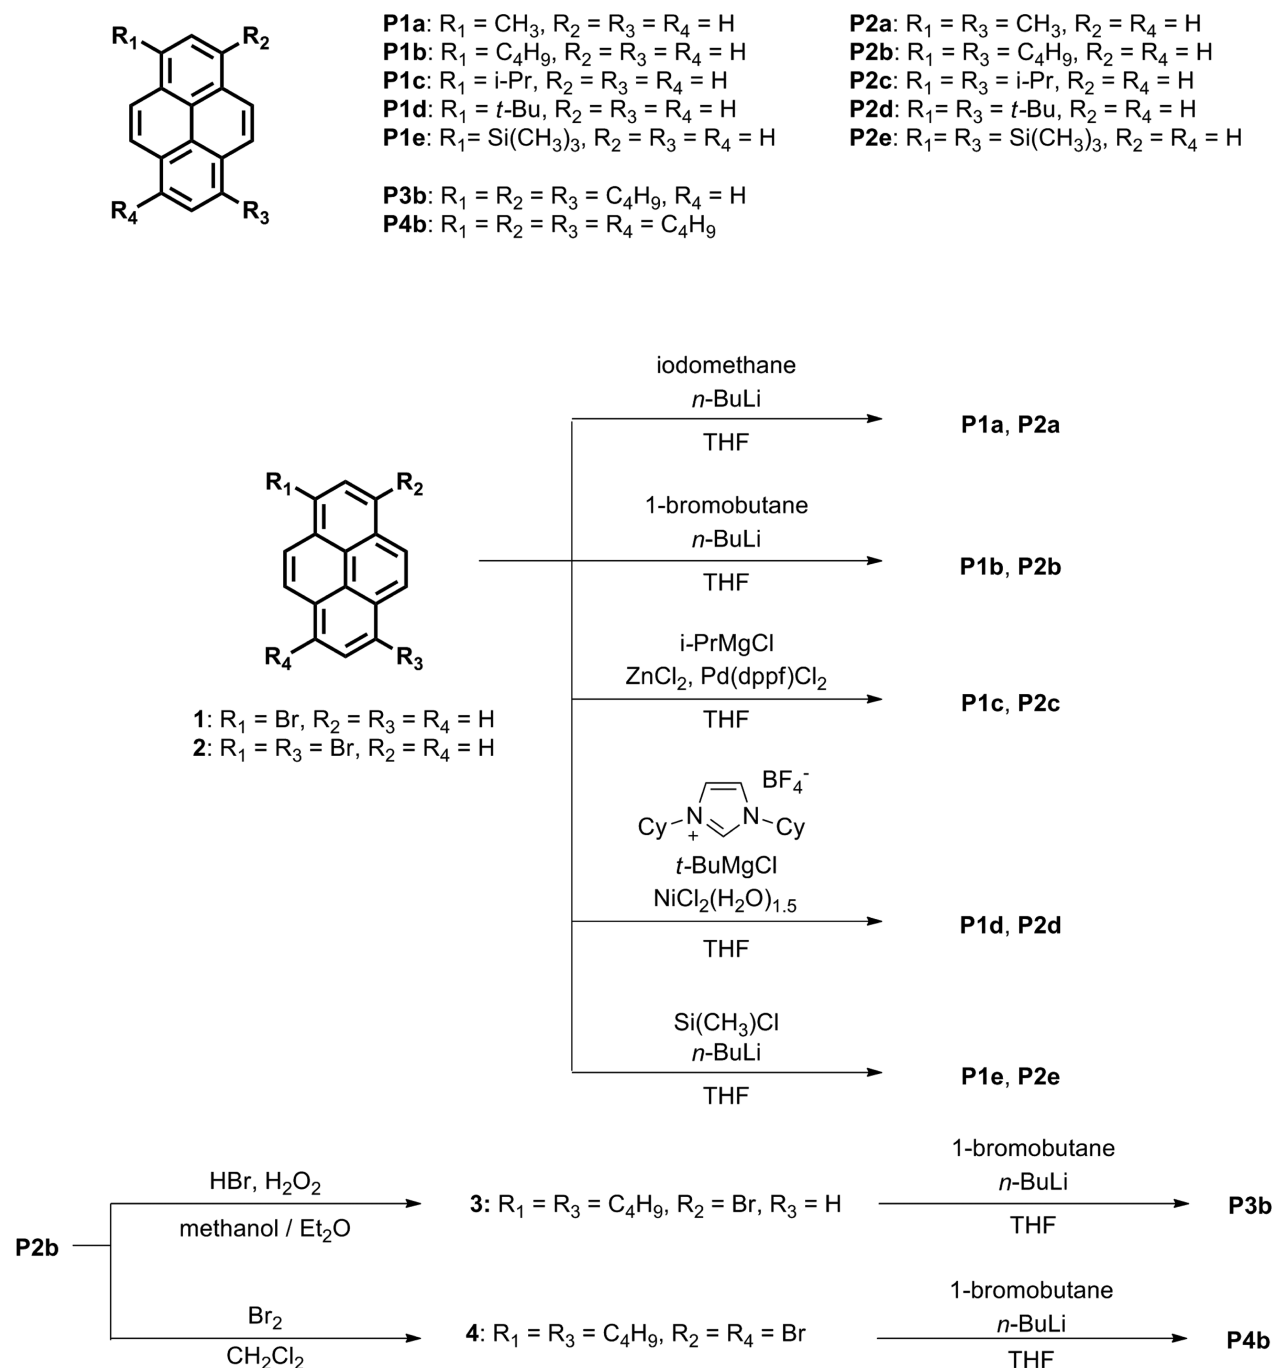 R1 R2 R4 R3
P1a: R1 = CH3, R2 = R3 = R4 = H
P1b: R1 = C4H9, R2 = R3 = R4 = H
P1c: R1 = i-Pr, R2 = R3 = R4 = H
P1d: R1 = t-Bu, R2 = R3 = R4 = H
P1e: R1= Si(CH3)3, R2 = R3 = R4 = H
P2a: R1 = R3 = CH3, R2 = R4 = H
P2b: R1 = R3 = C4H9, R2 = R4 = H
P2c: R1 = R3 = i-Pr, R2 = R4 = H
P2d: R1= R3 = t-Bu, R2 = R4 = H
P2e: R1= R3 = Si(CH3)3, R2 = R4 = H
P3b: R1 = R2 = R3 = C4H9, R4 = H
P4b: R1 = R2 = R3 = R4 = C4H9
R1 R2
R4 R3
1: R1 = Br, R2 = R3 = R4 = H
2: R1 = R3 = Br, R2 = R4 = H
iodomethane
n-BuLi
THF
P1a, P2a
1-bromobutane
n-BuLi
THF
P1b, P2b
i-PrMgCl
ZnCl2, Pd(dppf)Cl2
THF
P1c, P2c
BF4-
Cy N + N Cy
t-BuMgCl
NiCl2(H2O)1.5
THF
P1d, P2d
Si(CH3)Cl
n-BuLi
THF
P1e, P2e
P2b
HBr, H2O2
methanol / Et2O
3: R1 = R3 = C4H9, R2 = Br, R3 = H
1-bromobutane
n-BuLi
THF
P3b
Br2
CH2Cl2
4: R1 = R3 = C4H9, R2 = R4 = Br
1-bromobutane
n-BuLi
THF
P4b